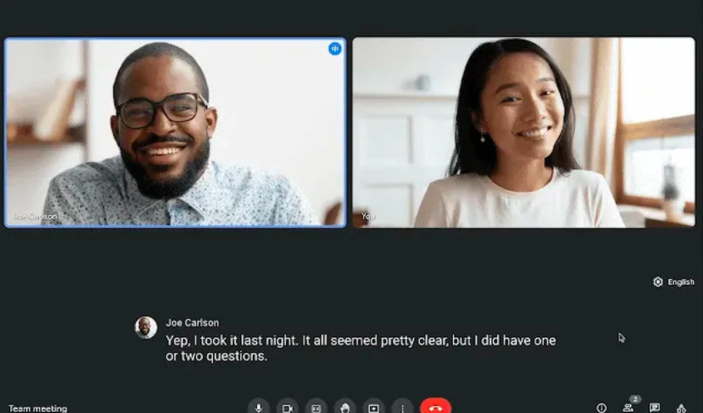 Joe Carlson
You
English
Joe Carlson
Yep, I took it last night. It all seemed pretty clear, but I did have one
or two questions.
2
Team meeting